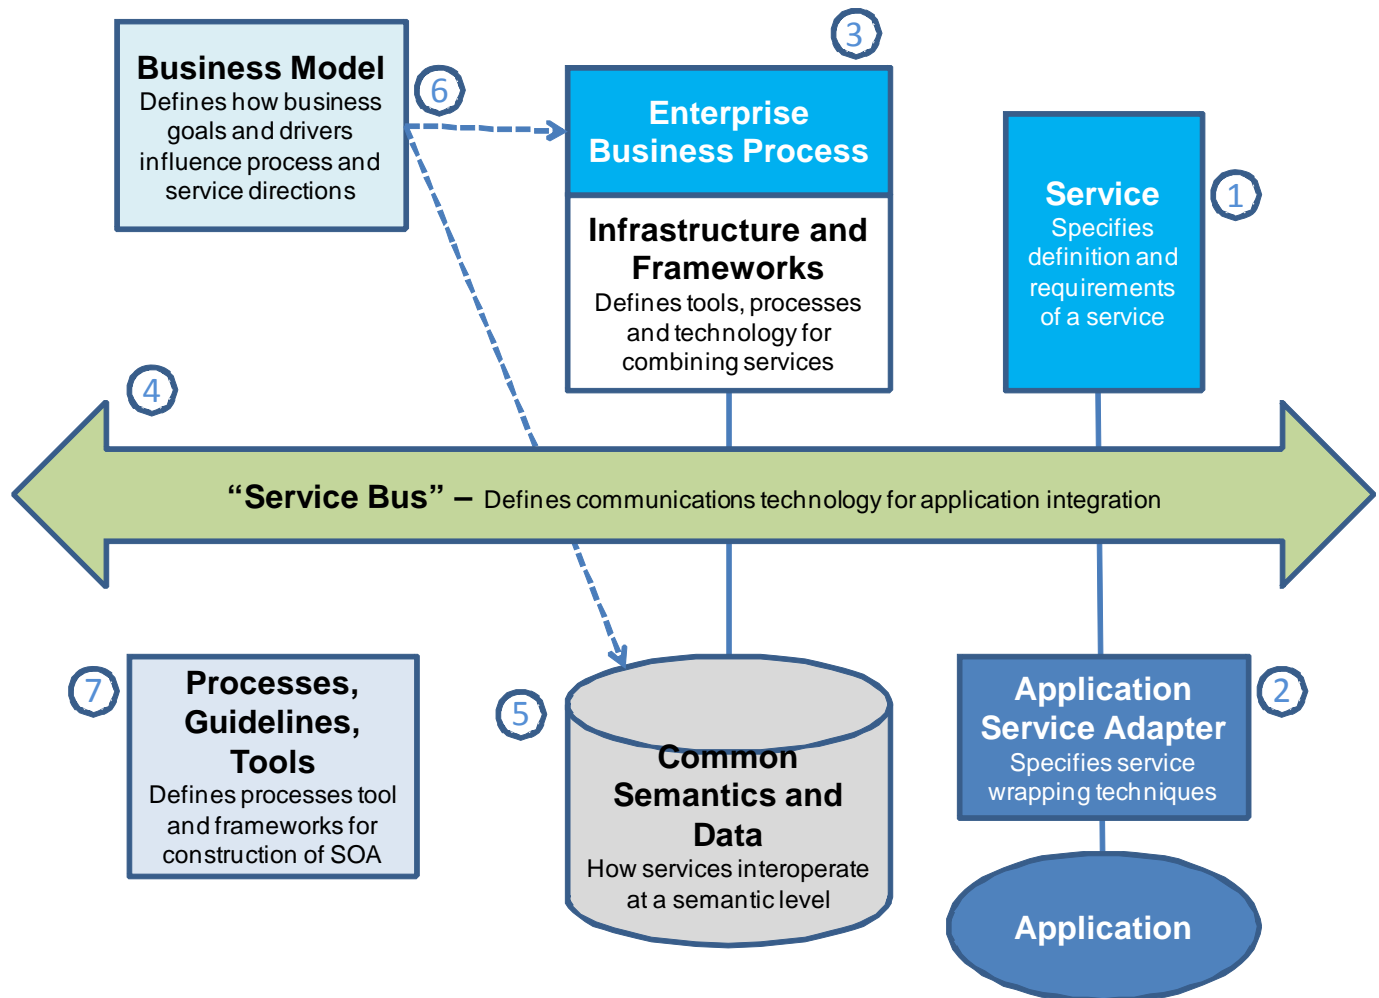 Business Model
Defines how business
goals and drivers
influence process and
service directions
6
3
Enterprise
Business Process
Infrastructure and
Frameworks
Defines tools, processes
and technology for
combining services
Service
Specifies
definition and
requirements
of a service
1
4
“Service Bus” – Defines communications technology for application integration
7
Processes,
Guidelines,
Tools
Defines processes tool
and frameworks for
construction of SOA
5
Common
Semantics and
Data
How services interoperate
at a semantic level
Application
Service Adapter
Specifies service
wrapping techniques
2
Application